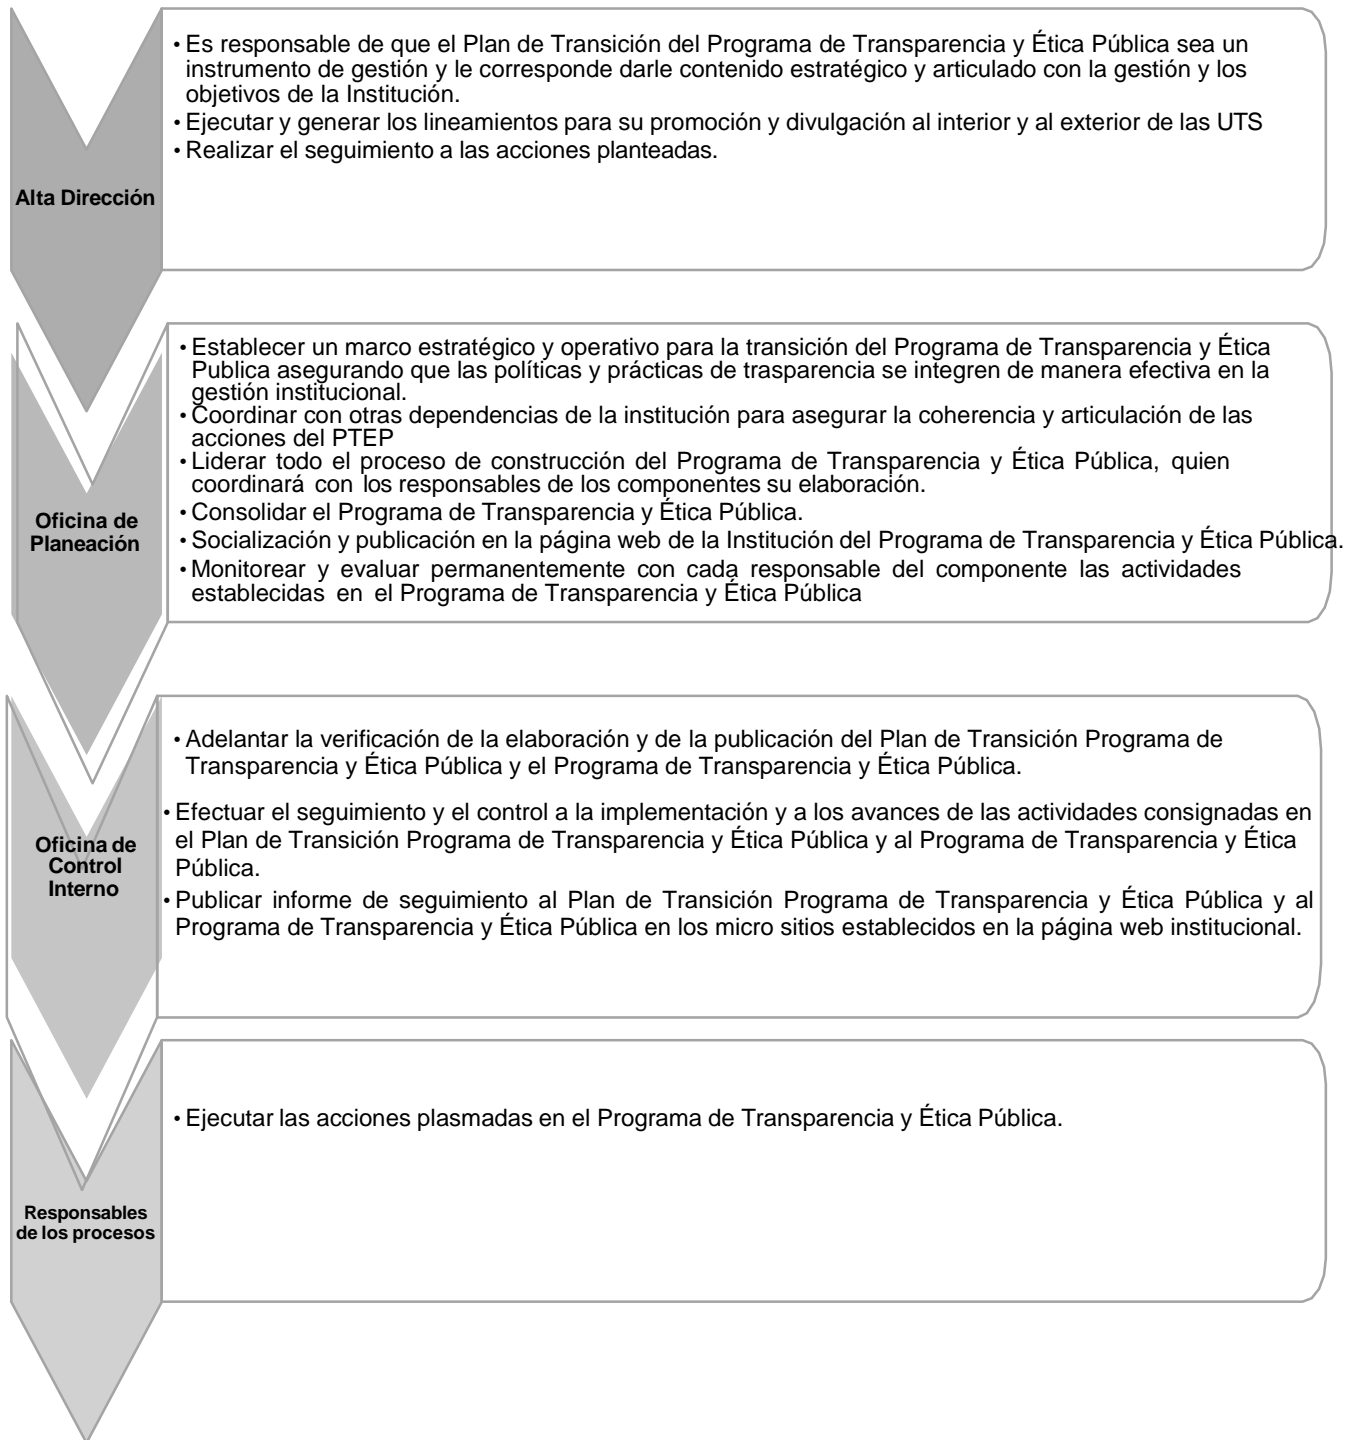 • Es responsable de que el Plan de Transición del Programa de Transparencia y Ética Pública sea un
instrumento de gestión y le corresponde darle contenido estratégico y articulado con la gestión y los
objetivos de la Institución.
• Ejecutar y generar los lineamientos para su promoción y divulgación al interior y al exterior de las UTS
• Realizar el seguimiento a las acciones planteadas.
Alta Dirección
• Establecer un marco estratégico y operativo para la transición del Programa de Transparencia y Ética
Publica asegurando que las políticas y prácticas de trasparencia se integren de manera efectiva en la
gestión institucional.
• Coordinar con otras dependencias de la institución para asegurar la coherencia y articulación de las
acciones del PTEP
• Liderar todo el proceso de construcción del Programa de Transparencia y Ética Pública, quien
coordinará con los responsables de los componentes su elaboración.
• Consolidar el Programa de Transparencia y Ética Pública.
• Socialización y publicación en la página web de la Institución del Programa de Transparencia y Ética Pública.
• Monitorear y evaluar permanentemente con cada responsable del componente las actividades
establecidas en el Programa de Transparencia y Ética Pública
Oficina de
Planeación
• Adelantar la verificación de la elaboración y de la publicación del Plan de Transición Programa de
Transparencia y Ética Pública y el Programa de Transparencia y Ética Pública.
• Efectuar el seguimiento y el control a la implementación y a los avances de las actividades consignadas en
el Plan de Transición Programa de Transparencia y Ética Pública y al Programa de Transparencia y Ética
Pública.
• Publicar informe de seguimiento al Plan de Transición Programa de Transparencia y Ética Pública y al
Programa de Transparencia y Ética Pública en los micro sitios establecidos en la página web institucional.
Oficina de
Control
Interno
• Ejecutar las acciones plasmadas en el Programa de Transparencia y Ética Pública.
Responsables
de los procesos